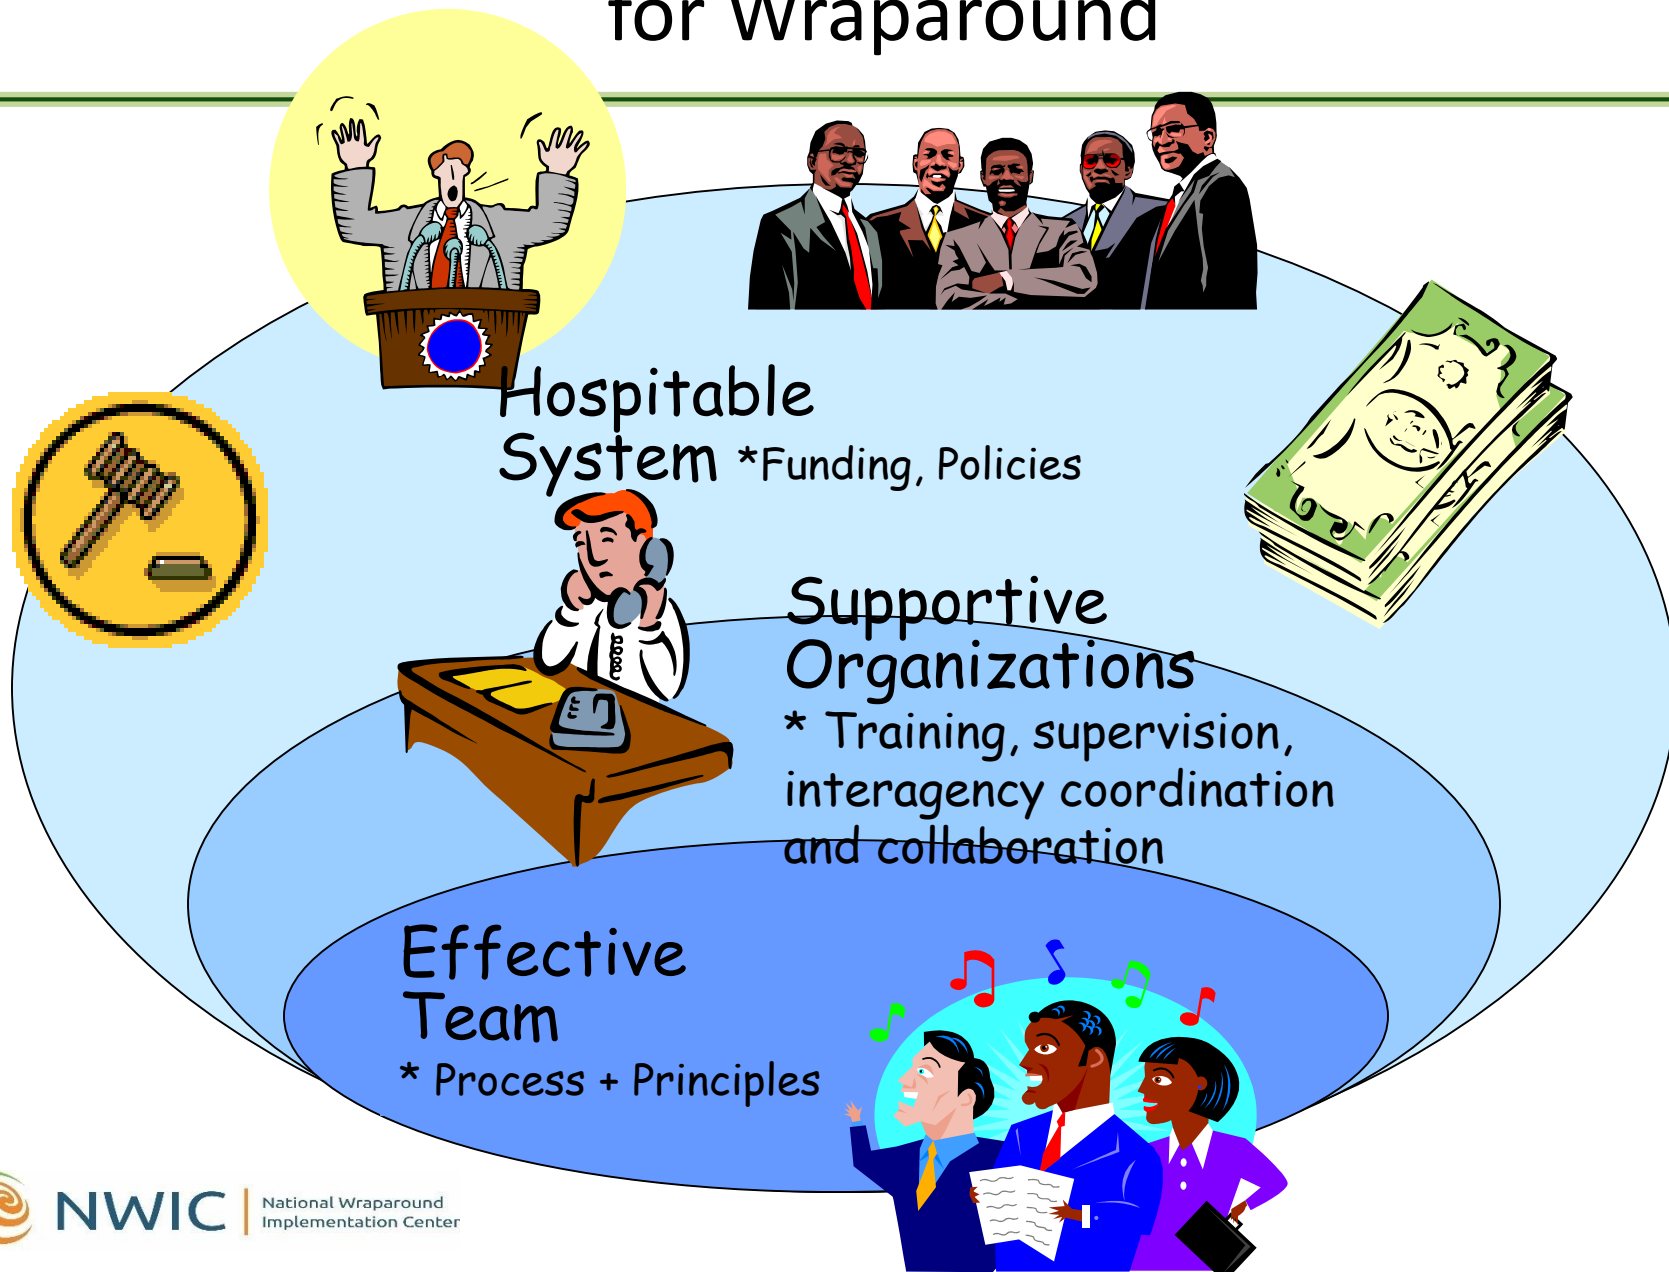 for Wraparound
Hospitable
System *Funding, Policies
Supportive
Organizations
* Training, supervision,
interagency coordination
and collaboration
Effective
Team
* Process + Principles
NWIC
National Wraparound
Implementation Center